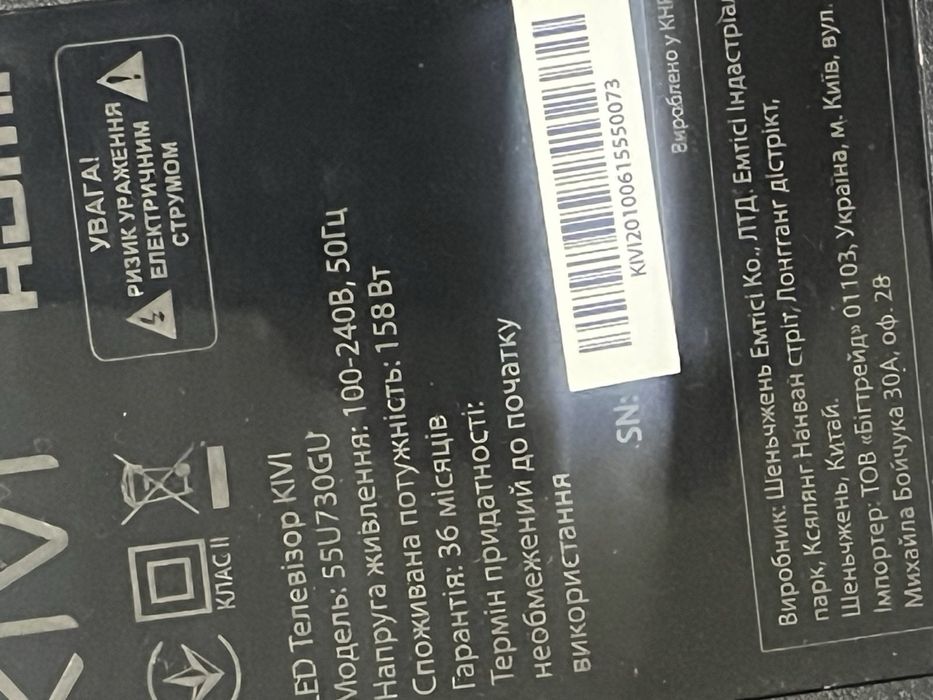 KIVI
HDMI
УВАГА!
РИЗИК УРАЖЕННЯ
ЕЛЕКТРИЧНИМ
СТРУМОМ
КЛАС II
LED Телевізор KIVI
Модель: 55U730GU
Напруга живлення: 100-240В, 50Гц
Споживана потужність: 158 Вт
Гарантія: 36 місяців
Термін придатності:
необмежений до початку
використання
SN:
KIVI20100615550073
Вироблено у КНР
Виробник: Шеньчжень Емтісі Ко., ЛТД. Емтісі Індастріал
парк, Ксялянг Нанван стріт, Лонгганг дістрікт,
Шеньчжень, Китай.
Імпортер: ТОВ «Бігтрейд» 01103, Україна, м. Київ, вул.
Михайла Бойчука 30А, оф. 28